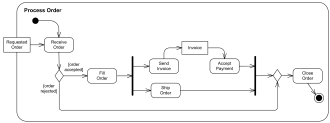 Process Order
Requested
Order
Receive
Order
[order
accepted]
[order
rejected]
Fill
Order
Send
Invoice
Invoice
Accept
Payment
Ship
Order
Close
Order